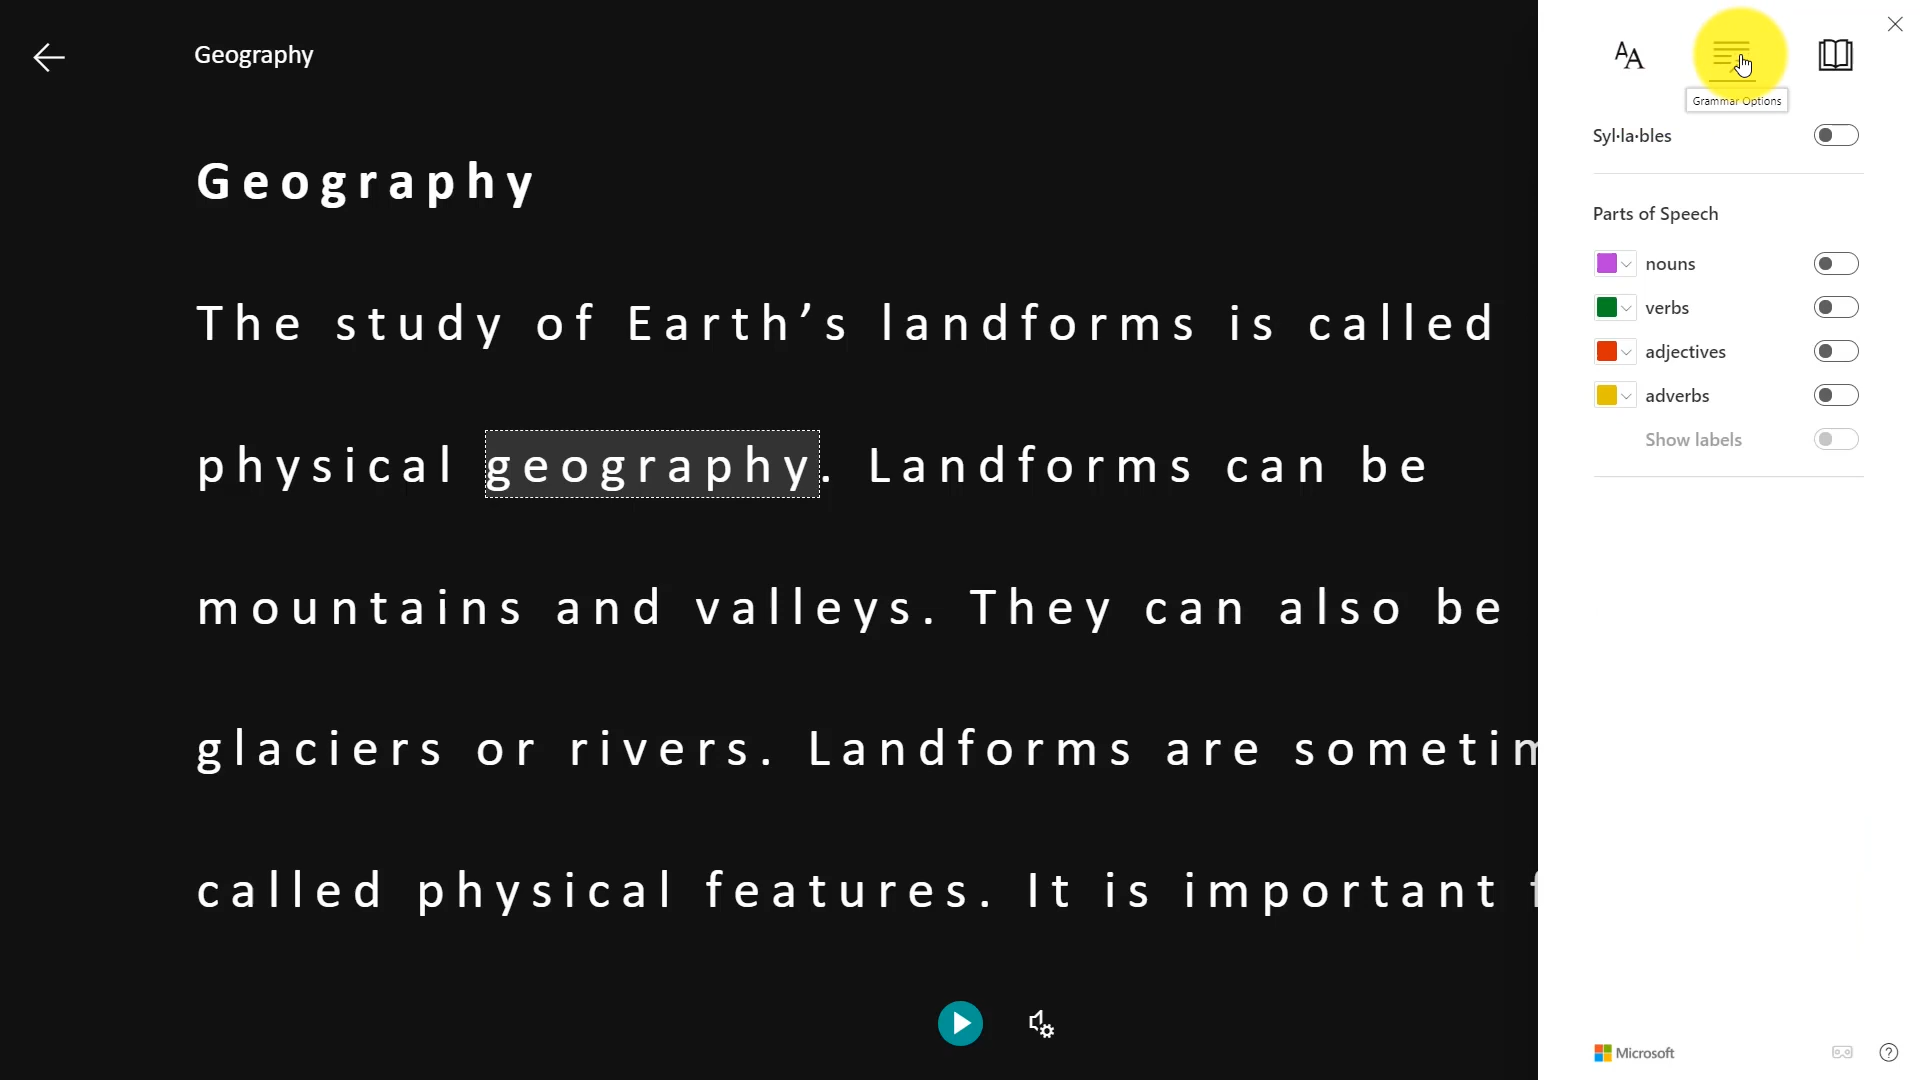 Geography
Geography
The study of Earth’s landforms is called
physical geography. Landforms can be
mountains and valleys. They can also be
glaciers or rivers. Landforms are sometim
called physical features. It is important f
AA
Grammar Options
Syl·la·bles
Parts of Speech
nouns
verbs
adjectives
adverbs
Show labels
Microsoft